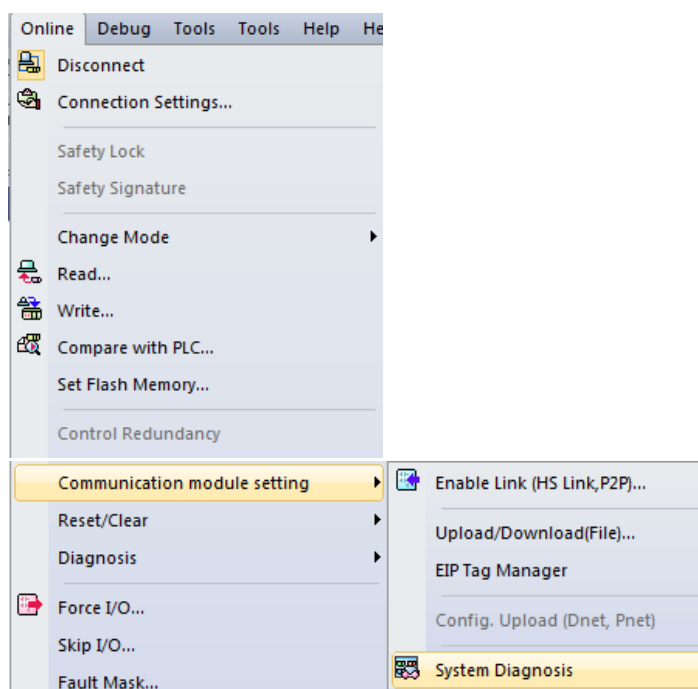 Online Debug Tools Tools Help He
Disconnect
Connection Settings...
Safety Lock
Safety Signature
Change Mode
Read...
Write...
Compare with PLC...
Set Flash Memory...
Control Redundancy
Communication module setting
Reset/Clear
Diagnosis
Force I/O...
Skip I/O...
Fault Mask...
Enable Link (HS Link,P2P)...
Upload/Download(File)...
EIP Tag Manager
Config. Upload (Dnet, Pnet)
System Diagnosis